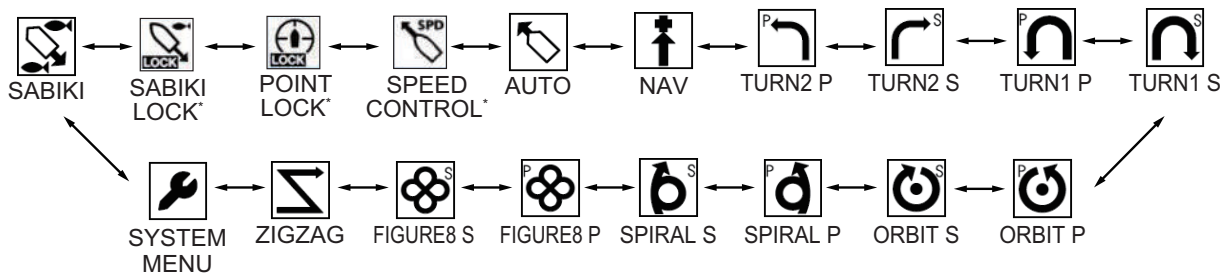 LOCK
LOCK
SPD
P
S
P
S
SABIKI
SABIKI
LOCK*
POINT
LOCK*
SPEED
CONTROL*
AUTO
NAV
TURN2 P
TURN2 S
TURN1 P
TURN1 S
S
P
S
P
S
P
SYSTEM
MENU
ZIGZAG
FIGURE8 S
FIGURE8 P
SPIRAL S
SPIRAL P
ORBIT S
ORBIT P